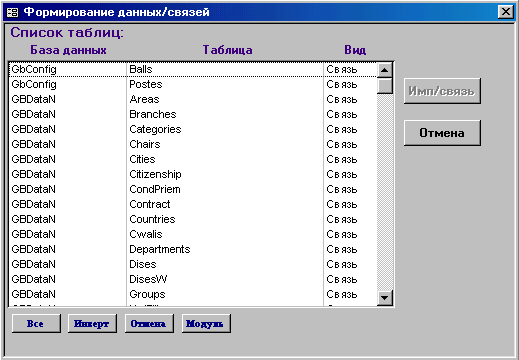 Формирование данных/связей
Список таблиц:
База данных Таблица Вид
GbConfig Balls Связь
GbConfig Postes Связь
GBDataN Areas Связь
GBDataN Branches Связь
GBDataN Categories Связь
GBDataN Chairs Связь
GBDataN Cities Связь
GBDataN Citizenship Связь
GBDataN CondPriem Связь
GBDataN Contract Связь
GBDataN Countries Связь
GBDataN Cwalis Связь
GBDataN Departments Связь
GBDataN Dises Связь
GBDataN DisesW Связь
GBDataN Groups Связь
Имп/связь
Отмена
Все Инверт Отмена Модуль